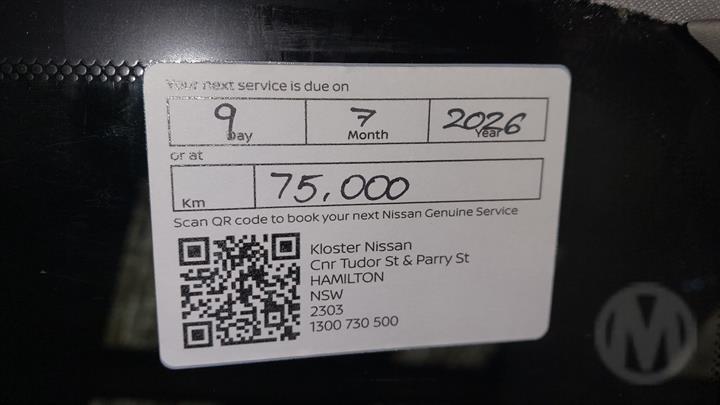 Your next service is due on
9 7 2026
Day Month Year
or at
Km 75,000
Scan QR code to book your next Nissan Genuine Service
Kloster Nissan
Cnr Tudor St & Parry St
HAMILTON
NSW
2303
1300 730 500
M